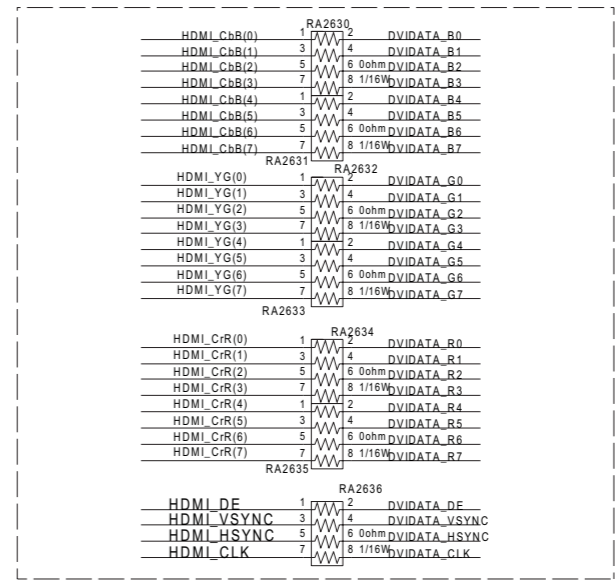 RA2630
HDMI_CbB(0) 1 2 DVIDATA_B0
HDMI_CbB(1) 3 4 DVIDATA_B1
HDMI_CbB(2) 5 6 0ohm DVIDATA_B2
HDMI_CbB(3) 7 8 1/16W DVIDATA_B3
HDMI_CbB(4) 1 2 DVIDATA_B4
HDMI_CbB(5) 3 4 DVIDATA_B5
HDMI_CbB(6) 5 6 0ohm DVIDATA_B6
HDMI_CbB(7) 7 8 1/16W DVIDATA_B7
RA2631
RA2632
HDMI_YG(0) 1 2 DVIDATA_G0
HDMI_YG(1) 3 4 DVIDATA_G1
HDMI_YG(2) 5 6 0ohm DVIDATA_G2
HDMI_YG(3) 7 8 1/16W DVIDATA_G3
HDMI_YG(4) 1 2 DVIDATA_G4
HDMI_YG(5) 3 4 DVIDATA_G5
HDMI_YG(6) 5 6 0ohm DVIDATA_G6
HDMI_YG(7) 7 8 1/16W DVIDATA_G7
RA2633
RA2634
HDMI_CrR(0) 1 2 DVIDATA_R0
HDMI_CrR(1) 3 4 DVIDATA_R1
HDMI_CrR(2) 5 6 0ohm DVIDATA_R2
HDMI_CrR(3) 7 8 1/16W DVIDATA_R3
HDMI_CrR(4) 1 2 DVIDATA_R4
HDMI_CrR(5) 3 4 DVIDATA_R5
HDMI_CrR(6) 5 6 0ohm DVIDATA_R6
HDMI_CrR(7) 7 8 1/16W DVIDATA_R7
RA2635
RA2636
HDMI_DE 1 2 DVIDATA_DE
HDMI_VSYNC 3 4 DVIDATA_VSYNC
HDMI_HSYNC 5 6 0ohm DVIDATA_HSYNC
HDMI_CLK 7 8 1/16W DVIDATA_CLK